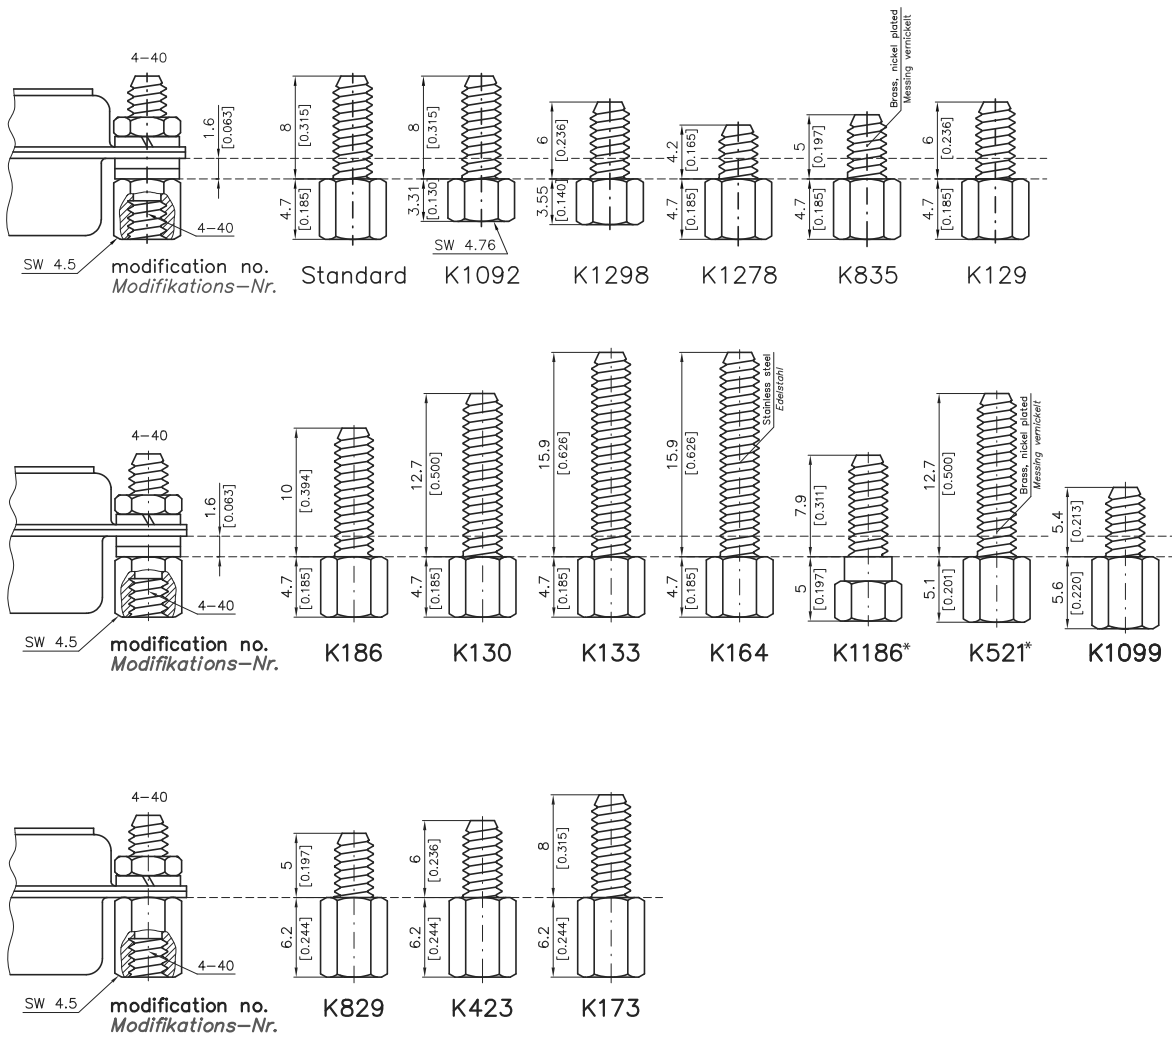 4-40
1.6
[0.063]
4-40
SW 4.5
modification no.
Modifikations-Nr.
8
[0.315]
4.7
[0.185]
Standard
8
[0.315]
3.31
[0.130]
SW 4.76
K1092
6
[0.236]
3.55
[0.140]
K1298
4.2
[0.165]
4.7
[0.185]
K1278
Brass, nickel plated
Messing vernickelt
5
[0.197]
4.7
[0.185]
K835
6
[0.236]
4.7
[0.185]
K129
4-40
1.6
[0.063]
4-40
SW 4.5
modification no.
Modifikations-Nr.
10
[0.394]
4.7
[0.185]
K186
12.7
[0.500]
4.7
[0.185]
K130
15.9
[0.626]
4.7
[0.185]
K133
15.9
[0.626]
Stainless steel
Edelstahl
4.7
[0.185]
K164
7.9
[0.311]
5
[0.197]
K1186*
12.7
[0.500]
Brass, nickel plated
Messing vernickelt
5.1
[0.201]
K521*
5.4
[0.213]
5.6
[0.220]
K1099
4-40
4-40
SW 4.5
modification no.
Modifikations-Nr.
5
[0.197]
6.2
[0.244]
K829
6
[0.236]
6.2
[0.244]
K423
8
[0.315]
6.2
[0.244]
K173